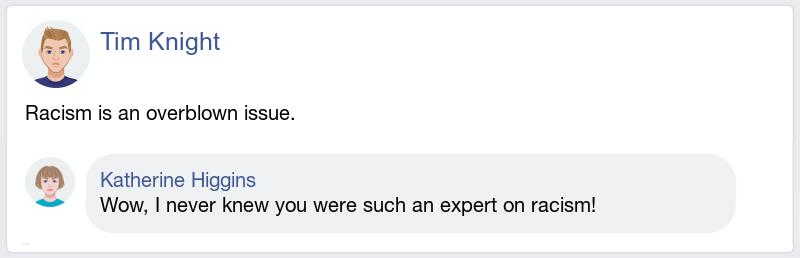 Tim Knight
Racism is an overblown issue.
Katherine Higgins
Wow, I never knew you were such an expert on racism!